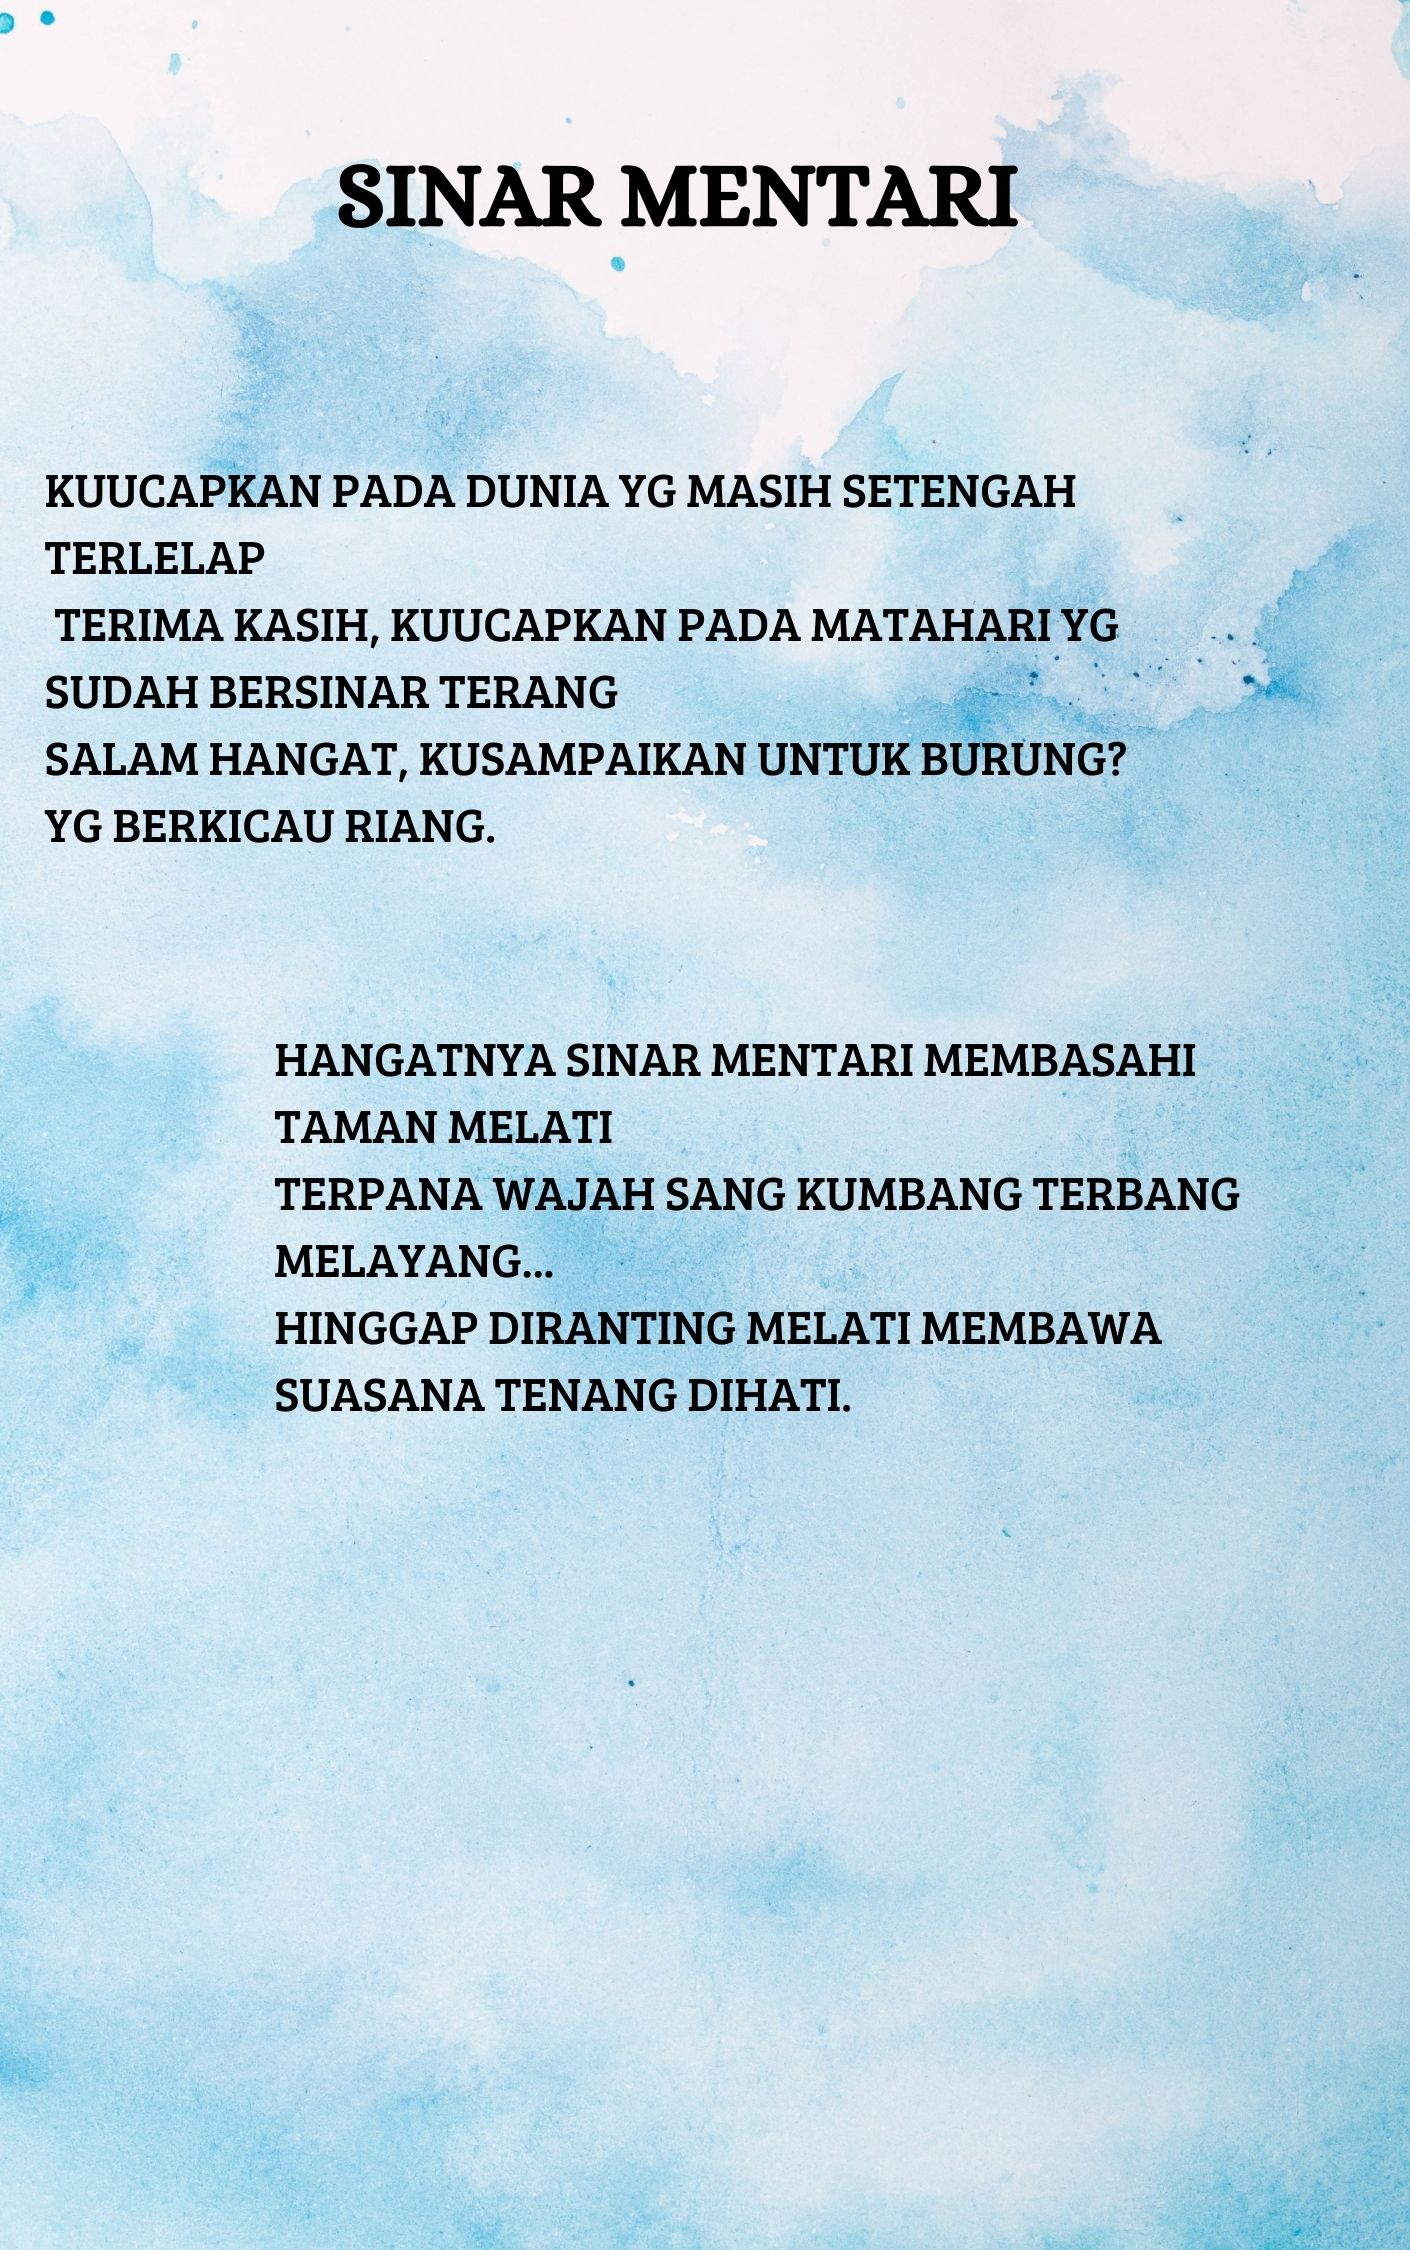 SINAR MENTARI
KUUCAPKAN PADA DUNIA YG MASIH SETENGAH
TERLELAP
TERIMA KASIH, KUUCAPKAN PADA MATAHARI YG
SUDAH BERSINAR TERANG
SALAM HANGAT, KUSAMPAIKAN UNTUK BURUNG?
YG BERKICAU RIANG.
HANGATNYA SINAR MENTARI MEMBASAHI
TAMAN MELATI
TERPANA WAJAH SANG KUMBANG TERBANG
MELAYANG...
HINGGAP DIRANTING MELATI MEMBAWA
SUASANA TENANG DIHATI.